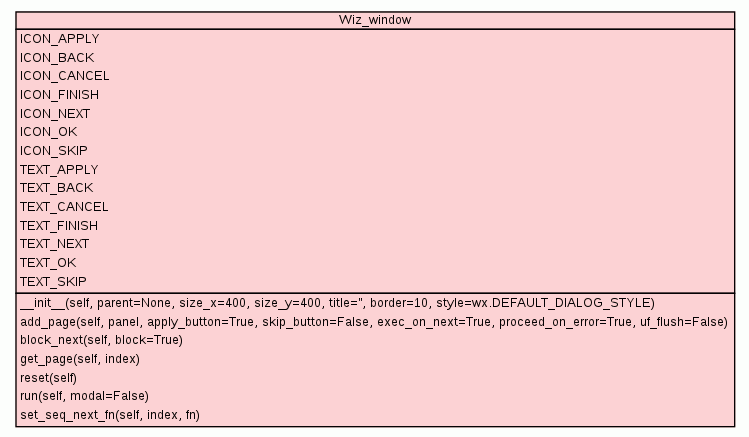 Wiz_window
ICON_APPLY
ICON_BACK
ICON_CANCEL
ICON_FINISH
ICON_NEXT
ICON_OK
ICON_SKIP
TEXT_APPLY
TEXT_BACK
TEXT_CANCEL
TEXT_FINISH
TEXT_NEXT
TEXT_OK
TEXT_SKIP
__init__(self, parent=None, size_x=400, size_y=400, title='', border=10, style=wx.DEFAULT_DIALOG_STYLE)
add_page(self, panel, apply_button=True, skip_button=False, exec_on_next=True, proceed_on_error=True, uf_flush=False)
block_next(self, block=True)
get_page(self, index)
reset(self)
run(self, modal=False)
set_seq_next_fn(self, index, fn)